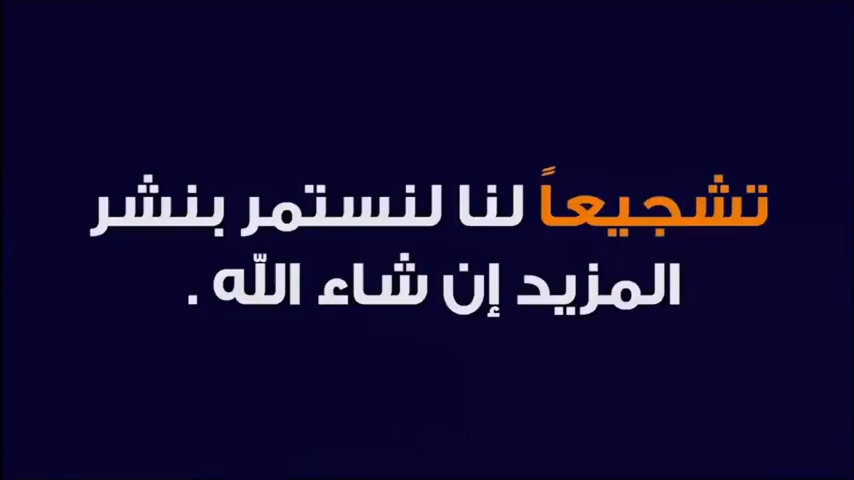 تشجيعاً لنا لنستمر بنشر
المزيد إن شاء الله .